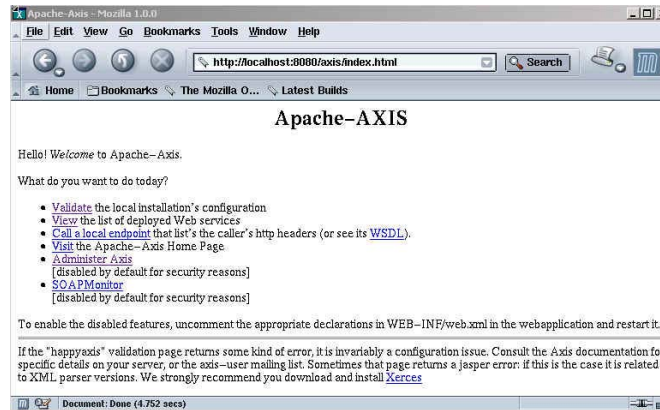 Apache-Axis - Mozilla 1.0.0
File Edit View Go Bookmarks Tools Window Help
http://localhost:8080/axis/index.html Search
Home Bookmarks The Mozilla O... Latest Builds
Apache-AXIS
Hello! Welcome to Apache-Axis.
What do you want to do today?
• Validate the local installation's configuration
• View the list of deployed Web services
• Call a local endpoint that list's the caller's http headers (or see its WSDL).
• Visit the Apache-Axis Home Page
• Administer Axis
[disabled by default for security reasons]
• SOAPMonitor
[disabled by default for security reasons]
To enable the disabled features, uncomment the appropriate declarations in WEB-INF/web.xml in the webapplication and restart it.
If the "happyaxis" validation page returns some kind of error, it is invariably a configuration issue. Consult the Axis documentation fo
specific details on your server, or the axis-user mailing list. Sometimes that page returns a jasper error: if this is the case it is related
to XML parser versions. We strongly recommend you download and install Xerces
Document: Done (4.752 secs)